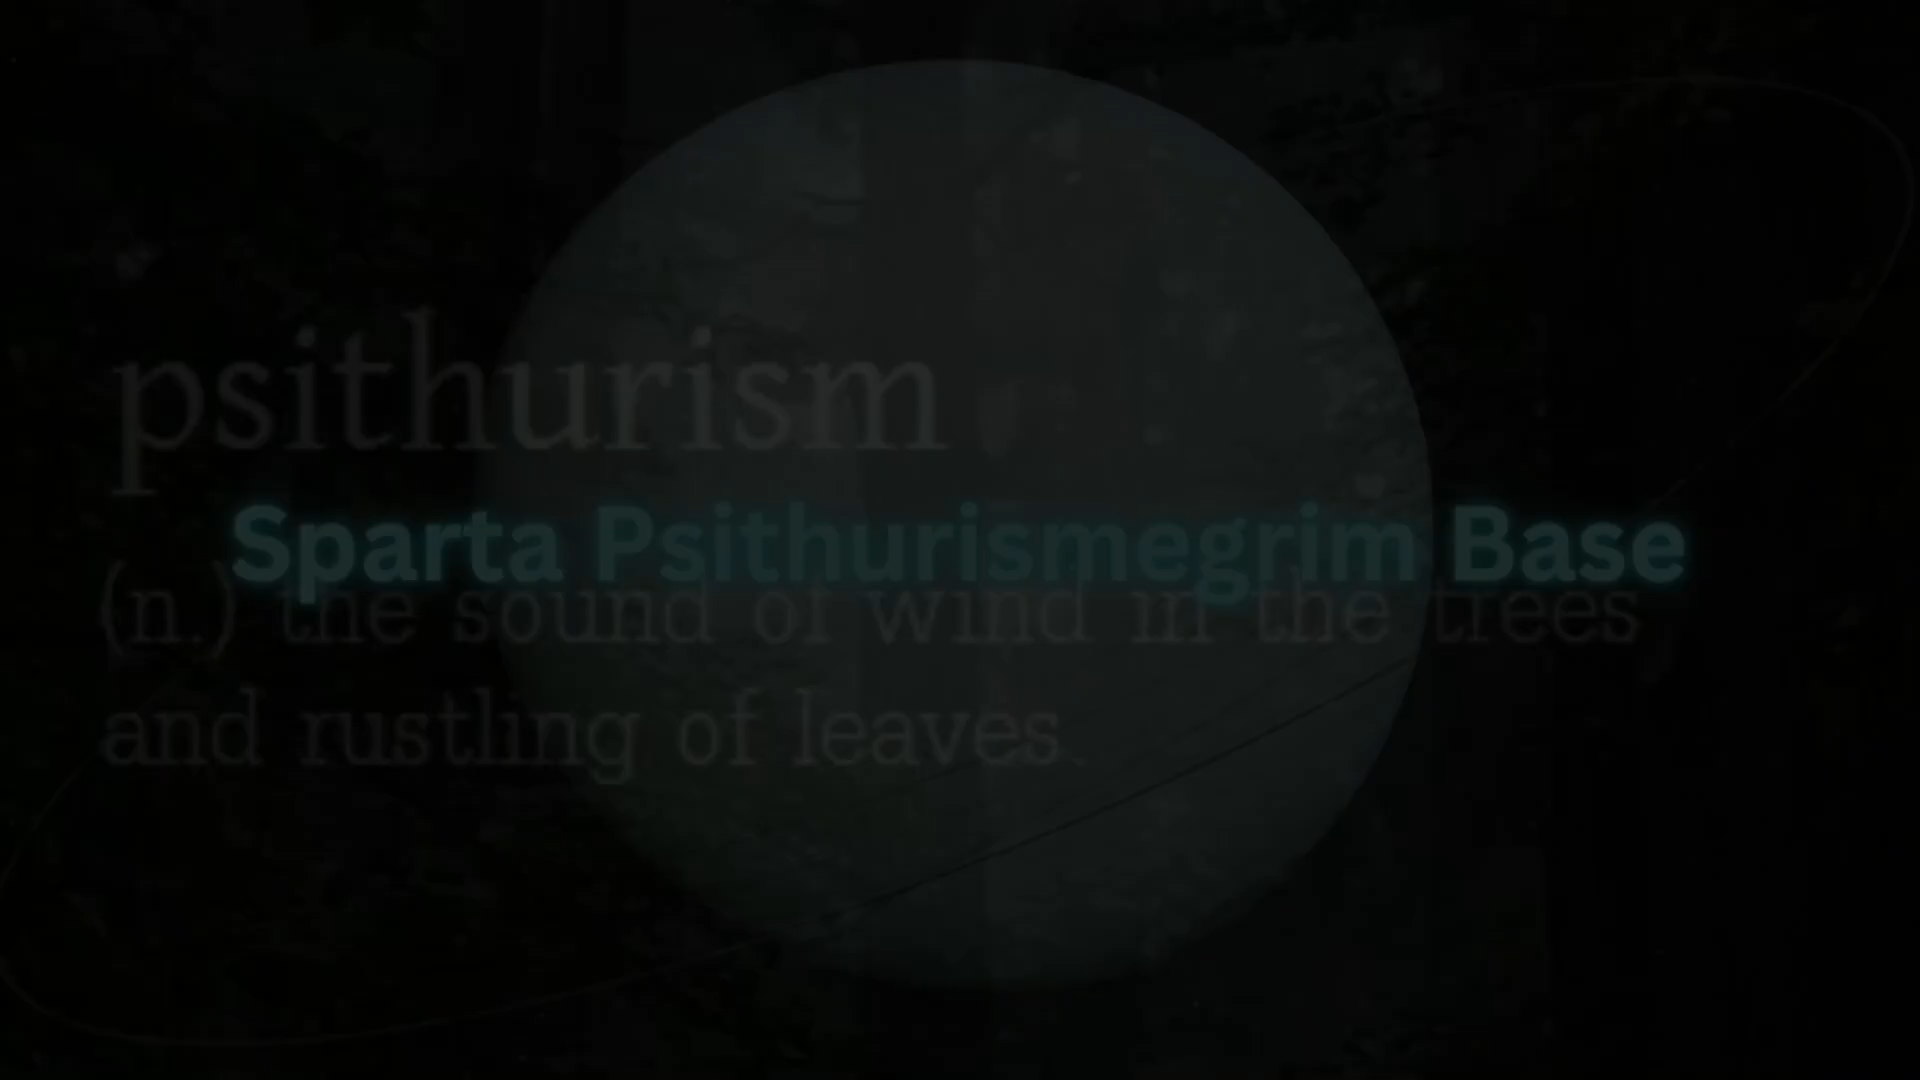 psithurism
Sparta Psithurismegrim Base
(n.) the sound of wind in the trees
and rustling of leaves.